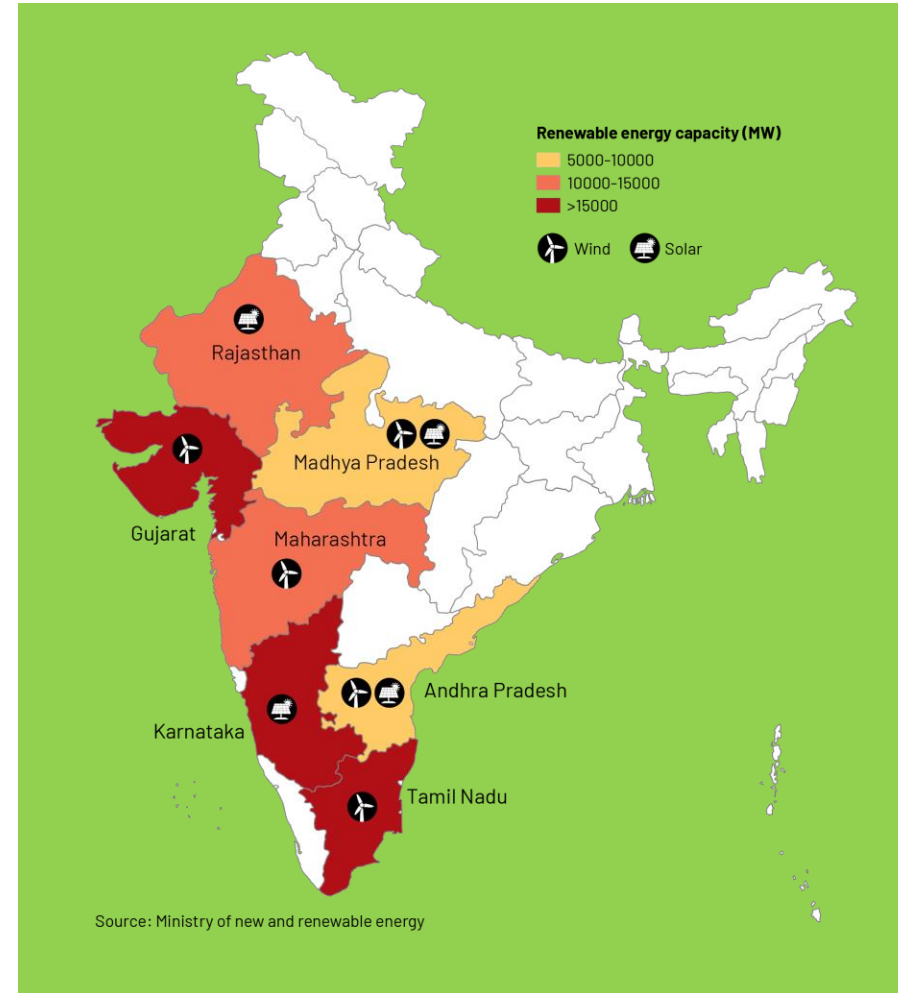 Renewable energy capacity (MW)
5000-10000
10000-15000
>15000
Wind Solar
Rajasthan
Madhya Pradesh
Gujarat
Maharashtra
Andhra Pradesh
Karnataka
Tamil Nadu
Source: Ministry of new and renewable energy